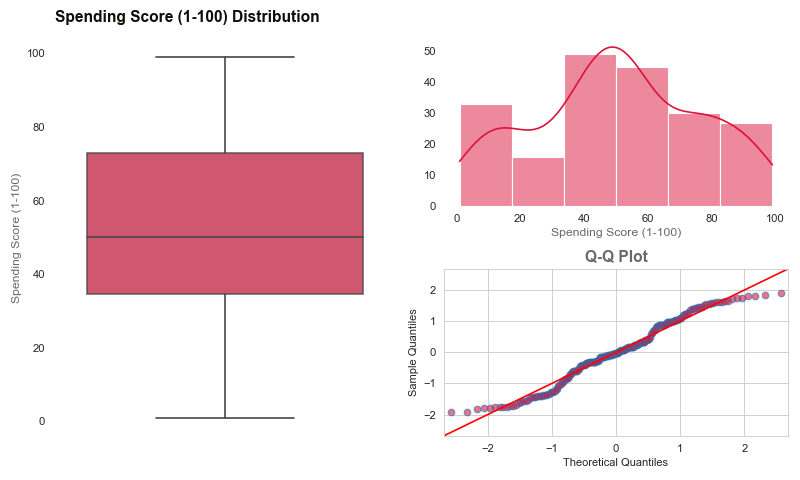 Spending Score (1-100) Distribution
100
80
60
40
20
0
Spending Score (1-100)
50
40
30
20
10
0
0 20 40 60 80 100
Spending Score (1-100)
Q-Q Plot
2
1
0
−1
−2
Sample Quantiles
−2 −1 0 1 2
Theoretical Quantiles